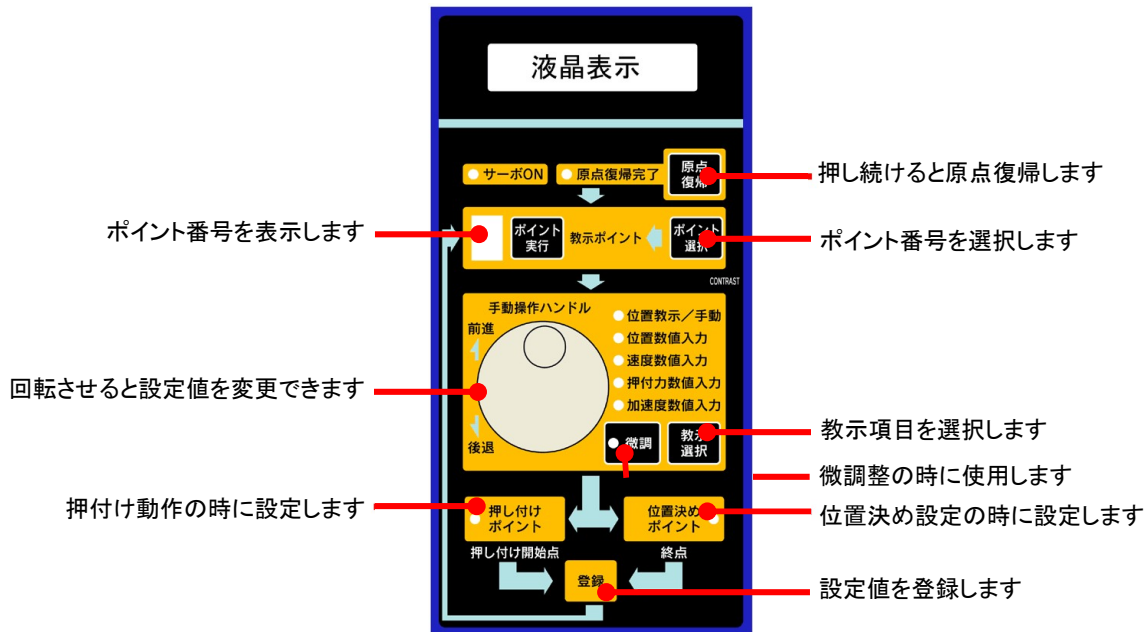 液晶表示
サーボON
原点復帰完了
原点
復帰
押し続けると原点復帰します
ポイント番号を表示します
ポイント
実行
教示ポイント
ポイント
選択
ポイント番号を選択します
CONTRAST
手動操作ハンドル
前進
後退
位置教示／手動
位置数値入力
速度数値入力
押付力数値入力
加速度数値入力
回転させると設定値を変更できます
微調
教示
選択
教示項目を選択します
微調整の時に使用します
押付け動作の時に設定します
押し付け
ポイント
位置決め
ポイント
位置決め設定の時に設定します
押し付け開始点
終点
登録
設定値を登録します